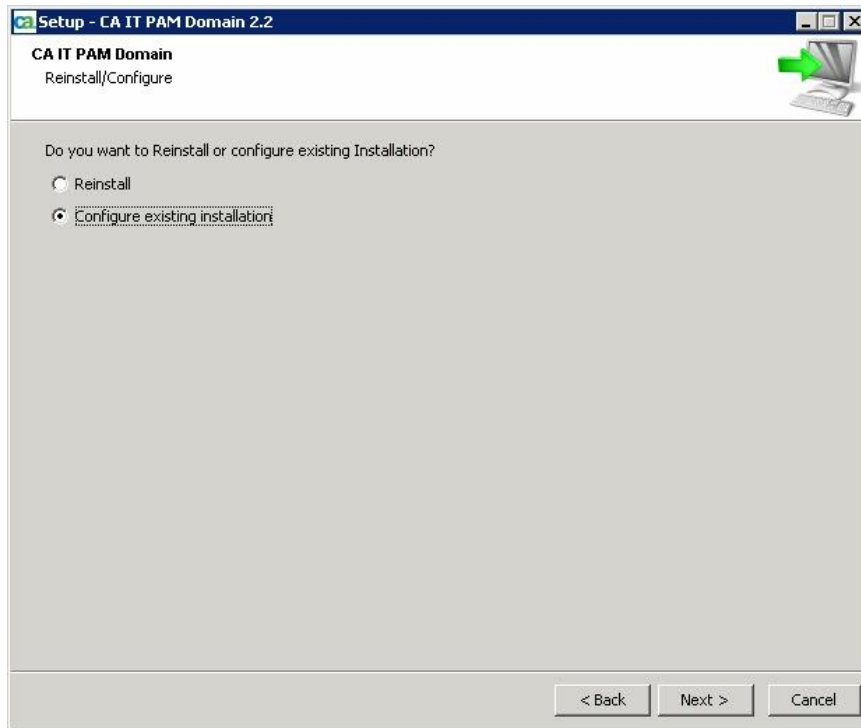 ca Setup - CA IT PAM Domain 2.2
CA IT PAM Domain
Reinstall/Configure
Do you want to Reinstall or configure existing Installation?
Reinstall
Configure existing installation
< Back Next > Cancel